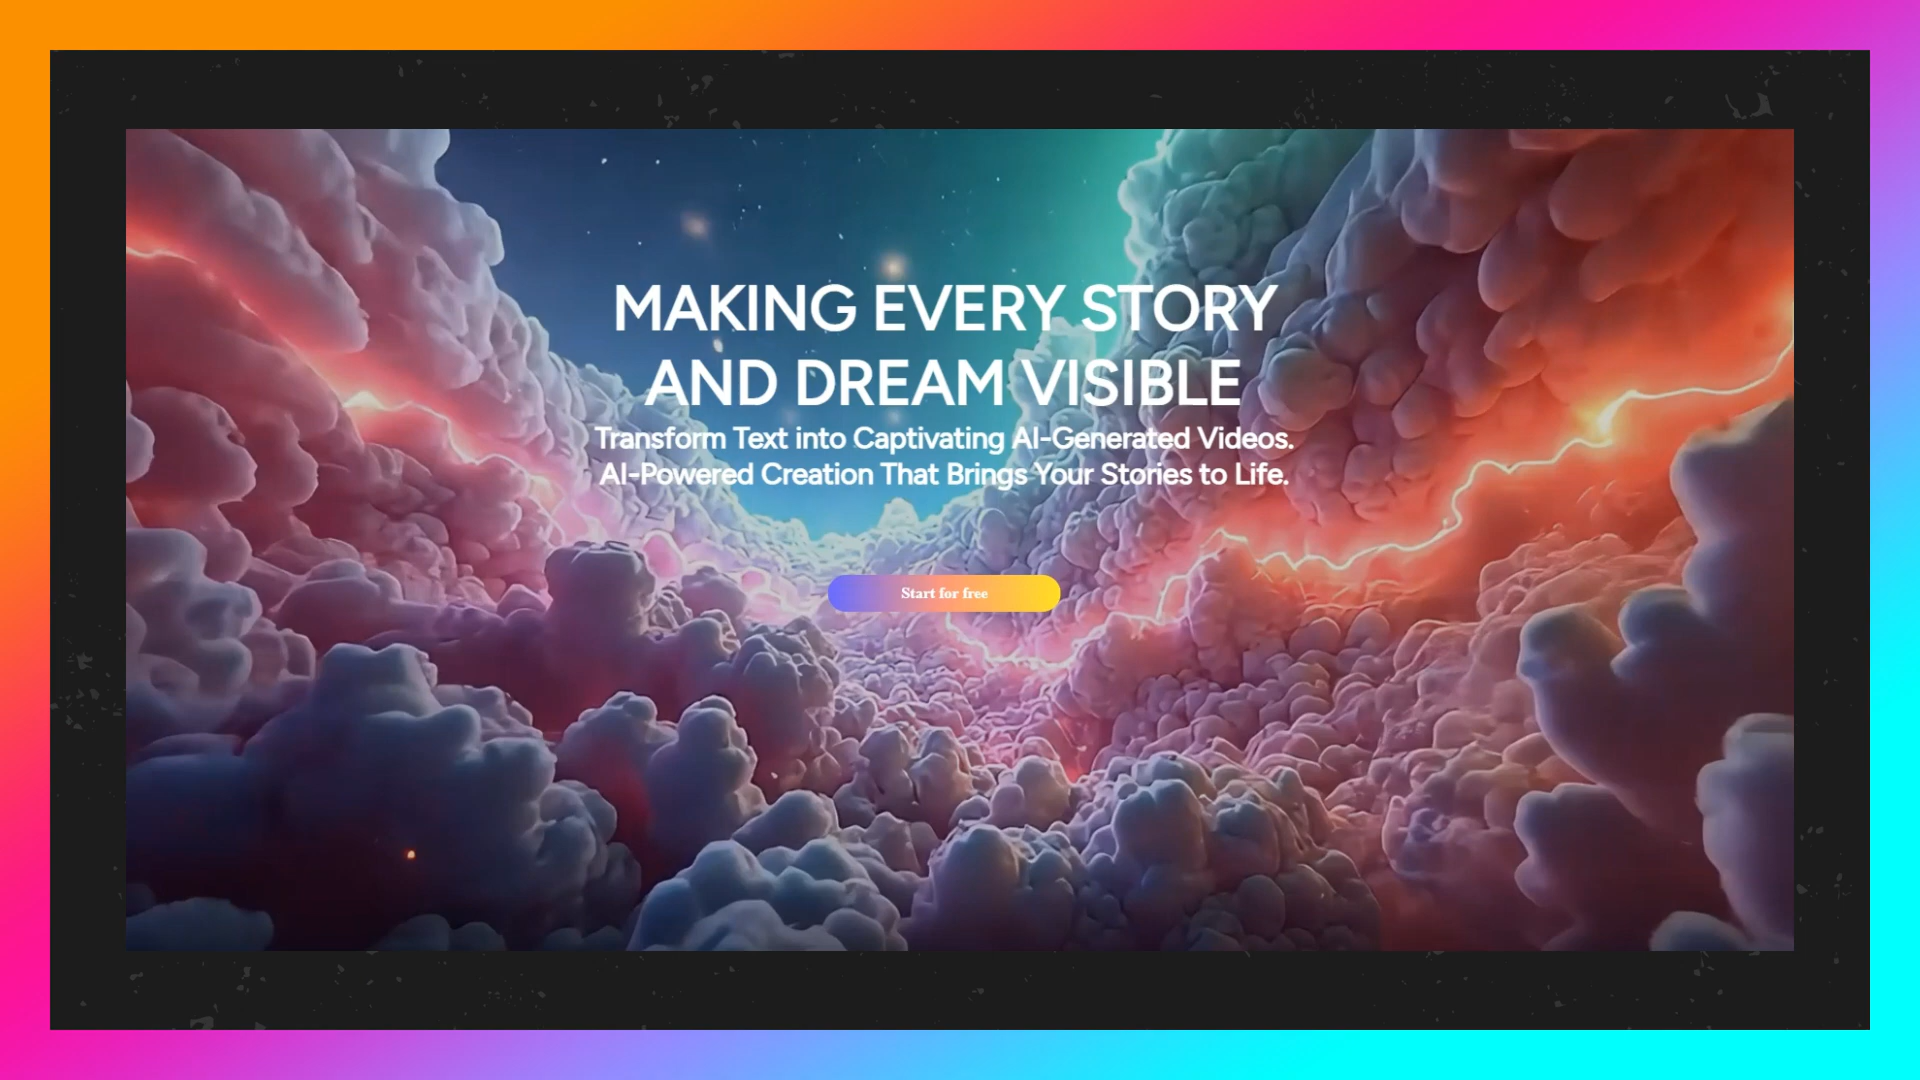 MAKING EVERY STORY
AND DREAM VISIBLE
Transform Text into Captivating AI-Generated Videos.
AI-Powered Creation That Brings Your Stories to Life.
Start for free